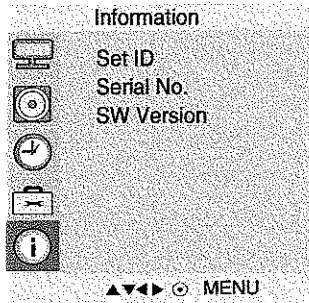 Information
Set ID
Serial No.
SW Version
▲▼◀▶ ⊙ MENU